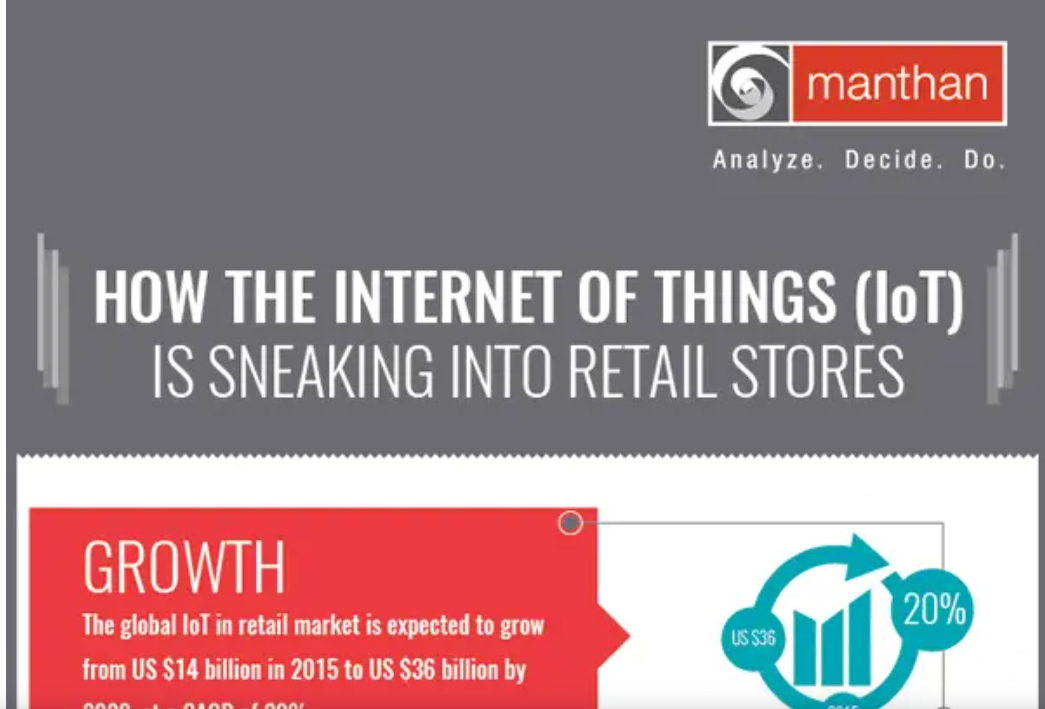 manthan
Analyze. Decide. Do.
HOW THE INTERNET OF THINGS (IoT)
IS SNEAKING INTO RETAIL STORES
GROWTH
The global IoT in retail market is expected to grow
from US $14 billion in 2015 to US $36 billion by
20%
US $36